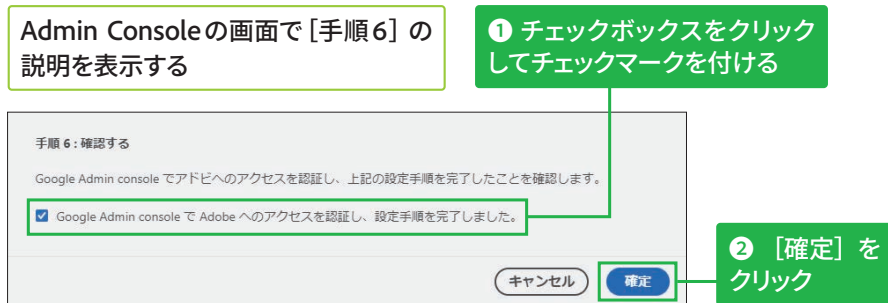 Admin Consoleの画面で［手順6］の
説明を表示する
❶ チェックボックスをクリック
してチェックマークを付ける
手順 6 : 確認する
Google Admin console でアドビへのアクセスを認証し、上記の設定手順を完了したことを確認します。
Google Admin console で Adobe へのアクセスを認証し、設定手順を完了しました。
キャンセル
確定
❷ ［確定］を
クリック